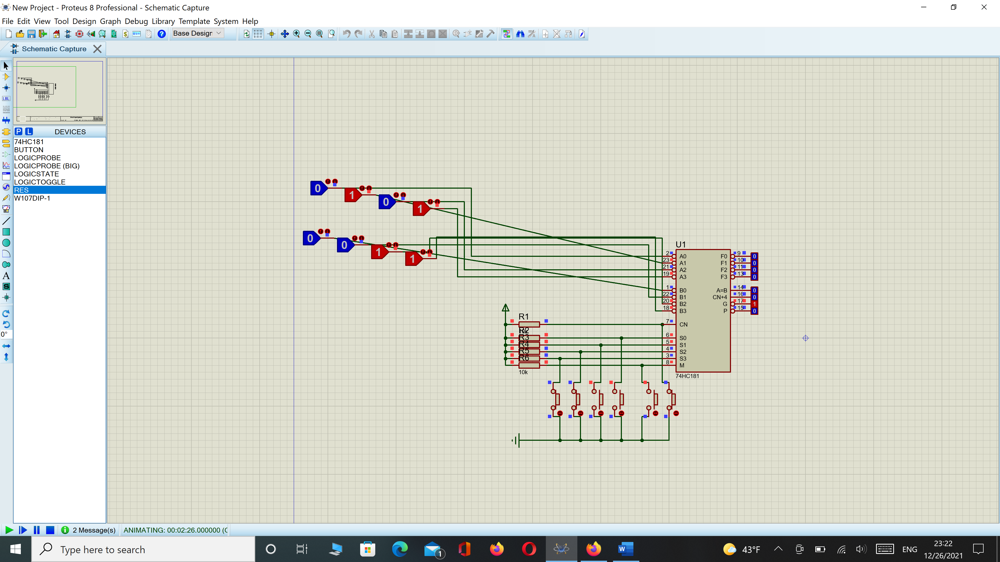 New Project - Proteus 8 Professional - Schematic Capture
File Edit View Tool Design Graph Debug Library Template System Help
Base Design
Schematic Capture
LBL
P L DEVICES
74HC181
BUTTON
LOGICPROBE
LOGICPROBE (BIG)
LOGICSTATE
LOGICTOGGLE
RES
W107DIP-1
A
S
0°
0
1
0
1
0
0
1
1
U1
2 A0 F0 9 0
23 A1 F1 10 0
21 A2 F2 11 0
19 A3 F3 13 0
1 B0 A=B 14 0
22 B1 CN+4 16 0
20 B2 G 17 1
18 B3 P 15 0
7 CN
6 S0
5 S1
4 S2
3 S3
8 M
74HC181
R1
R2
R3
R4
R5
R6
10k
2 Message(s) ANIMATING: 00:02:26.000000 (
Type here to search
1
43°F
ENG
23:22
12/26/2021